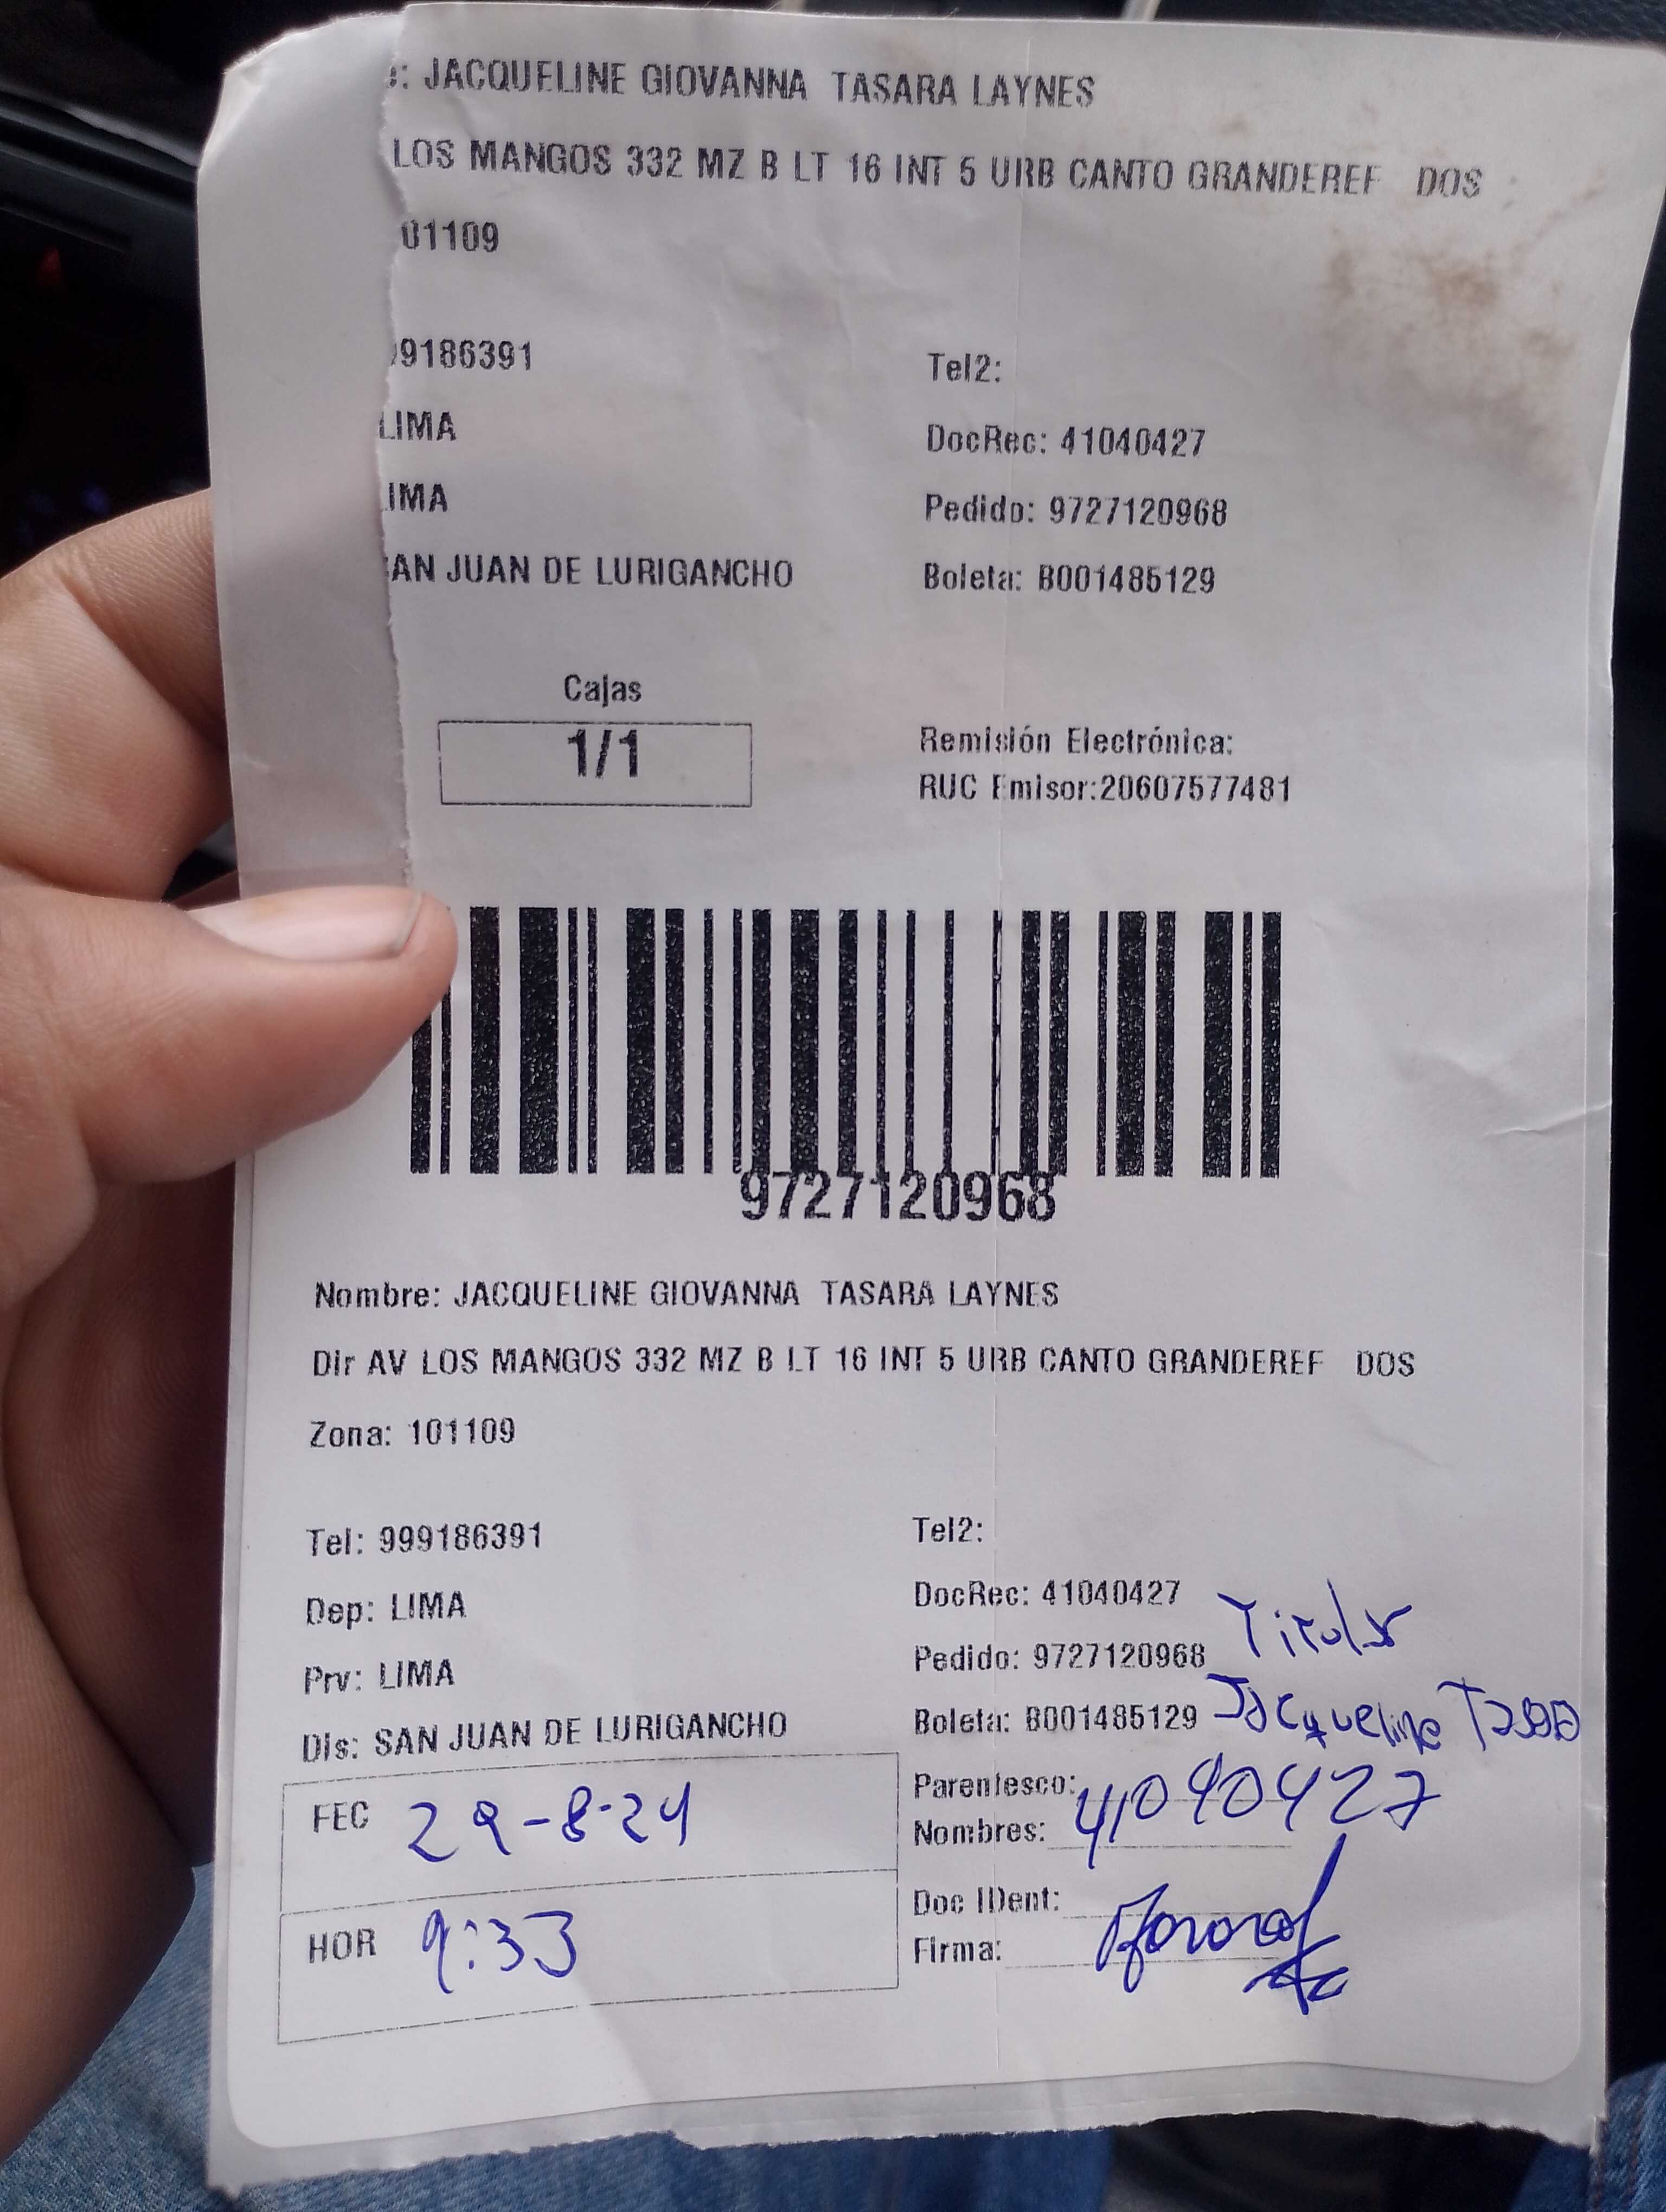 : JACQUELINE GIOVANNA TASARA LAYNES
LOS MANGOS 332 MZ B LT 16 INT 5 URB CANTO GRANDEREF DOS
01109
9186391
Tel2:
LIMA
DocRec: 41040427
IMA
Pedido: 9727120968
AN JUAN DE LURIGANCHO
Boleta: B001485129
Cajas
1/1
Remisión Electrónica:
RUC Emisor:20607577481
9727120968
Nombre: JACQUELINE GIOVANNA TASARA LAYNES
Dir AV LOS MANGOS 332 MZ B LT 16 INT 5 URB CANTO GRANDEREF DOS
Zona: 101109
Tel: 999186391
Tel2:
Dep: LIMA
DocRec: 41040427
Titular
Prv: LIMA
Pedido: 9727120968
Dis: SAN JUAN DE LURIGANCHO
Boleta: B001485129
Jacqueline
Parentesco:
41040427
Nombres:
FEC 29-8-24
Doc IDent:
HOR 9:33
Firma: